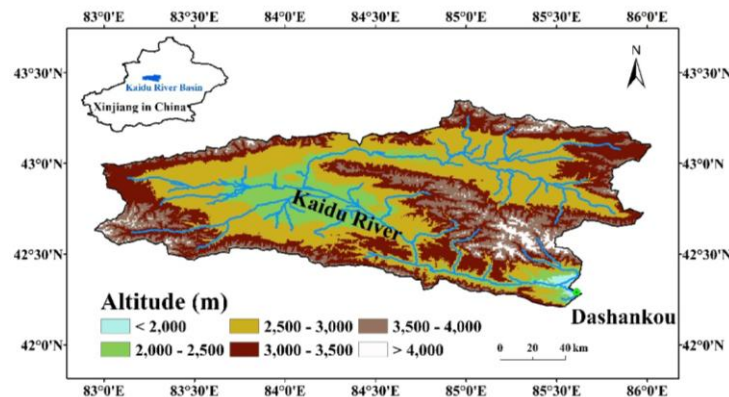 83°0'E 83°30'E 84°0'E 84°30'E 85°0'E 85°30'E 86°0'E
N
43°30'N 43°30'N
Kaidu River Basin
Xinjiang in China
43°0'N 43°0'N
Kaidu River
42°30'N 42°30'N
Altitude (m)
< 2,000 2,500 - 3,000 3,500 - 4,000
Dashankou
2,000 - 2,500 3,000 - 3,500 > 4,000
0 20 40 km
42°0'N 42°0'N
83°0'E 83°30'E 84°0'E 84°30'E 85°0'E 85°30'E 86°0'E